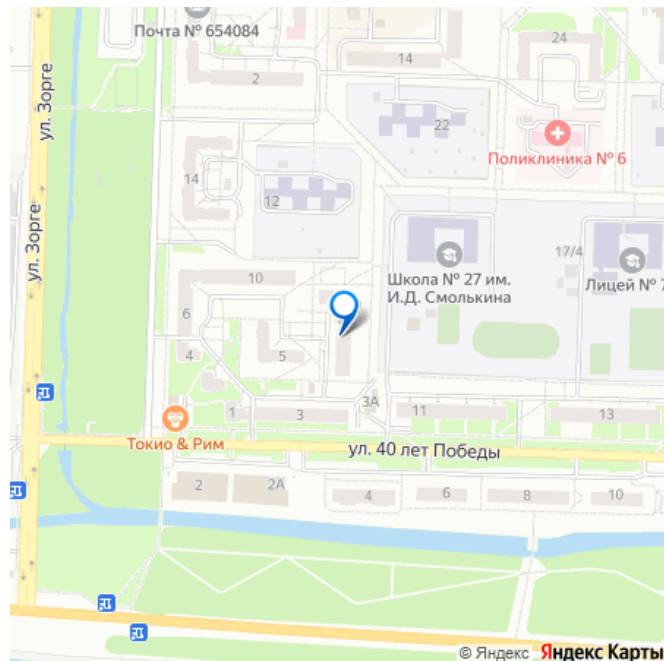 Почта № 654084
24
14
2
ул. Зорге
22
Поликлиника № 6
14
12
ул. Зорге
17/4
Школа № 27 им.
И.Д. Смолькина
Лицей № 7
10
6
4
5
3А
1
3
11
13
Токио & Рим
ул. 40 лет Победы
2
2А
4
6
8
10
© Яндекс Яндекс Карты